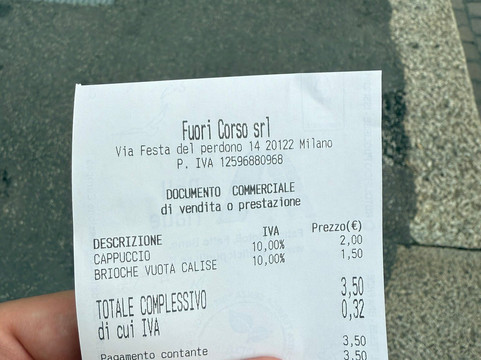 Fuori Corso srl
Via Festa del perdono 14 20122 Milano
P. IVA 12596880968
DOCUMENTO COMMERCIALE
di vendita o prestazione
DESCRIZIONE IVA Prezzo(€)
CAPPUCCIO 10,00% 2,00
BRIOCHE VUOTA CALISE 10,00% 1,50
TOTALE COMPLESSIVO 3,50
di cui IVA 0,32
Pagamento contante 3,50
3,50